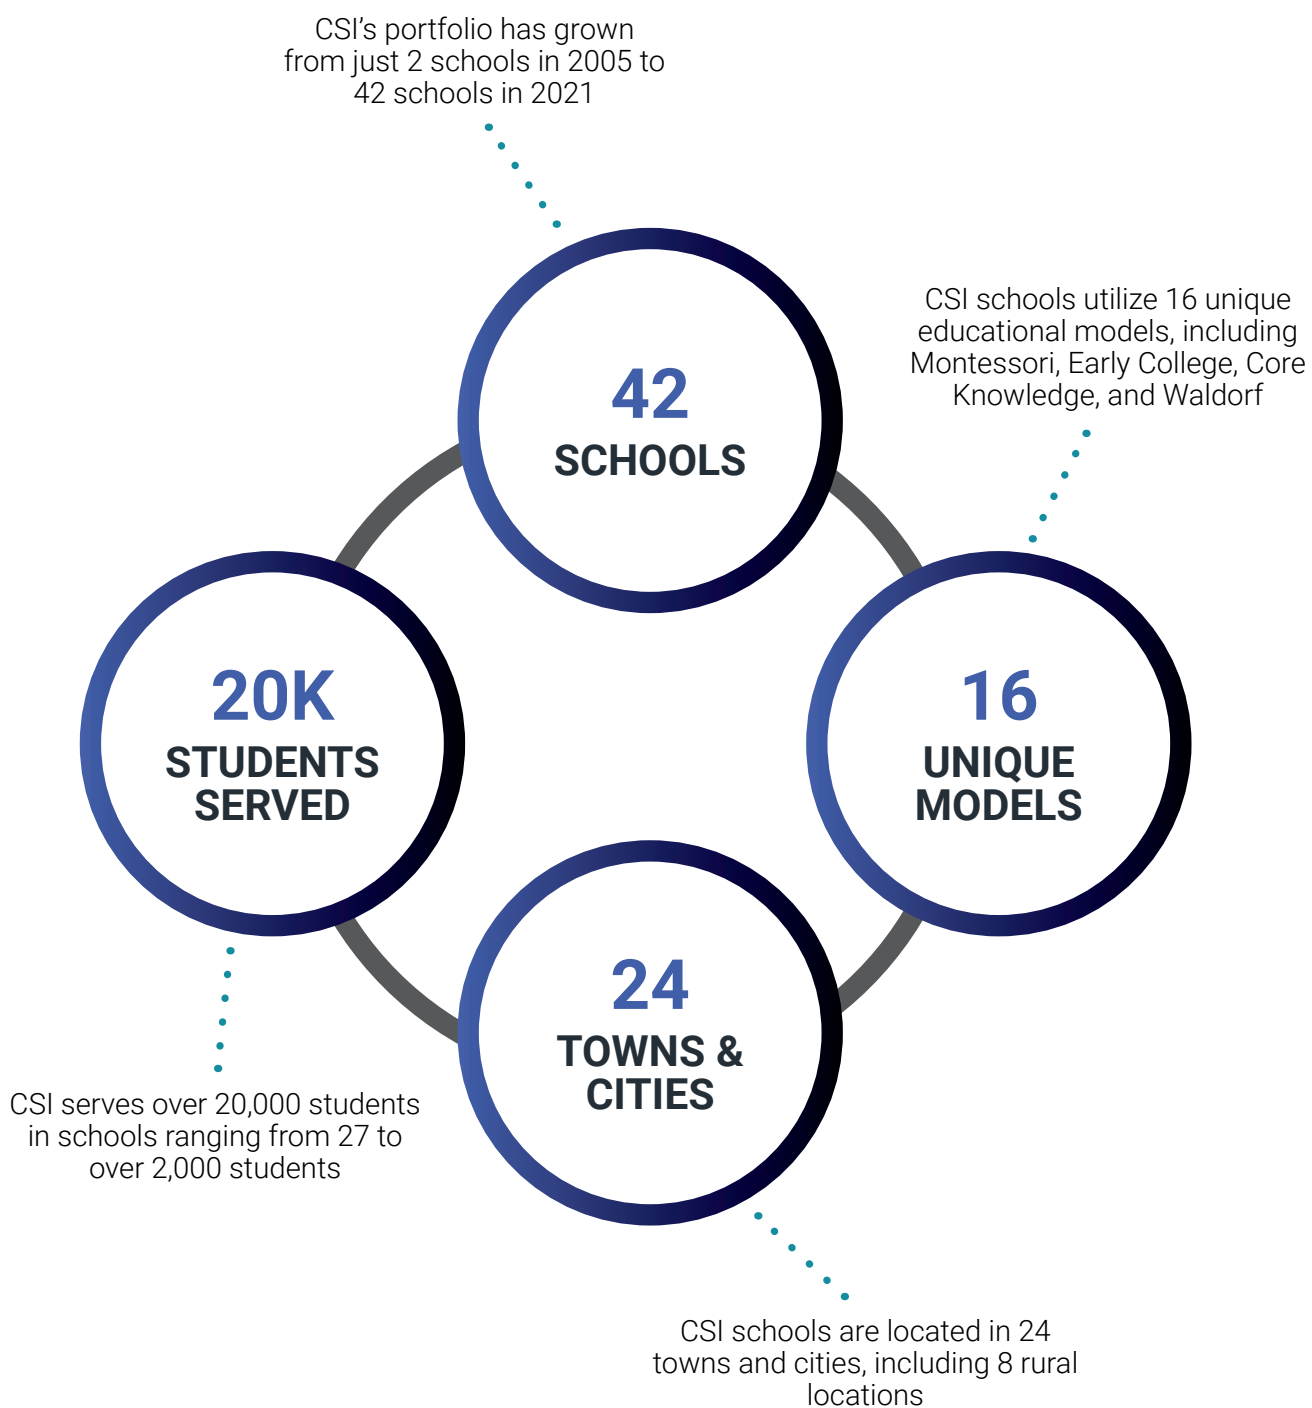 CSI’s portfolio has grown
from just 2 schools in 2005 to
42 schools in 2021
CSI schools utilize 16 unique
educational models, including
Montessori, Early College, Core
Knowledge, and Waldorf
42
SCHOOLS
20K
STUDENTS
SERVED
16
UNIQUE
MODELS
24
TOWNS &
CITIES
CSI serves over 20,000 students
in schools ranging from 27 to
over 2,000 students
CSI schools are located in 24
towns and cities, including 8 rural
locations